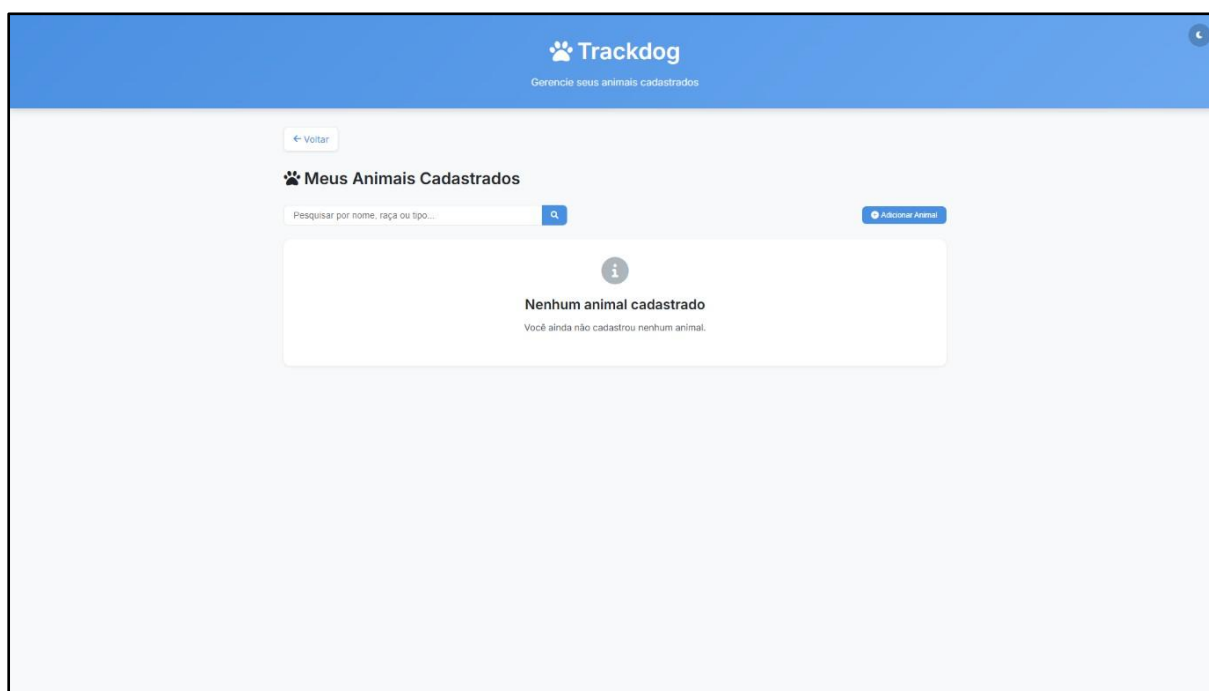 Trackdog
Gerencie seus animais cadastrados
Voltar
Meus Animais Cadastrados
Pesquisar por nome, raça ou tipo...
Adicionar Animal
Nenhum animal cadastrado
Você ainda não cadastrou nenhum animal.